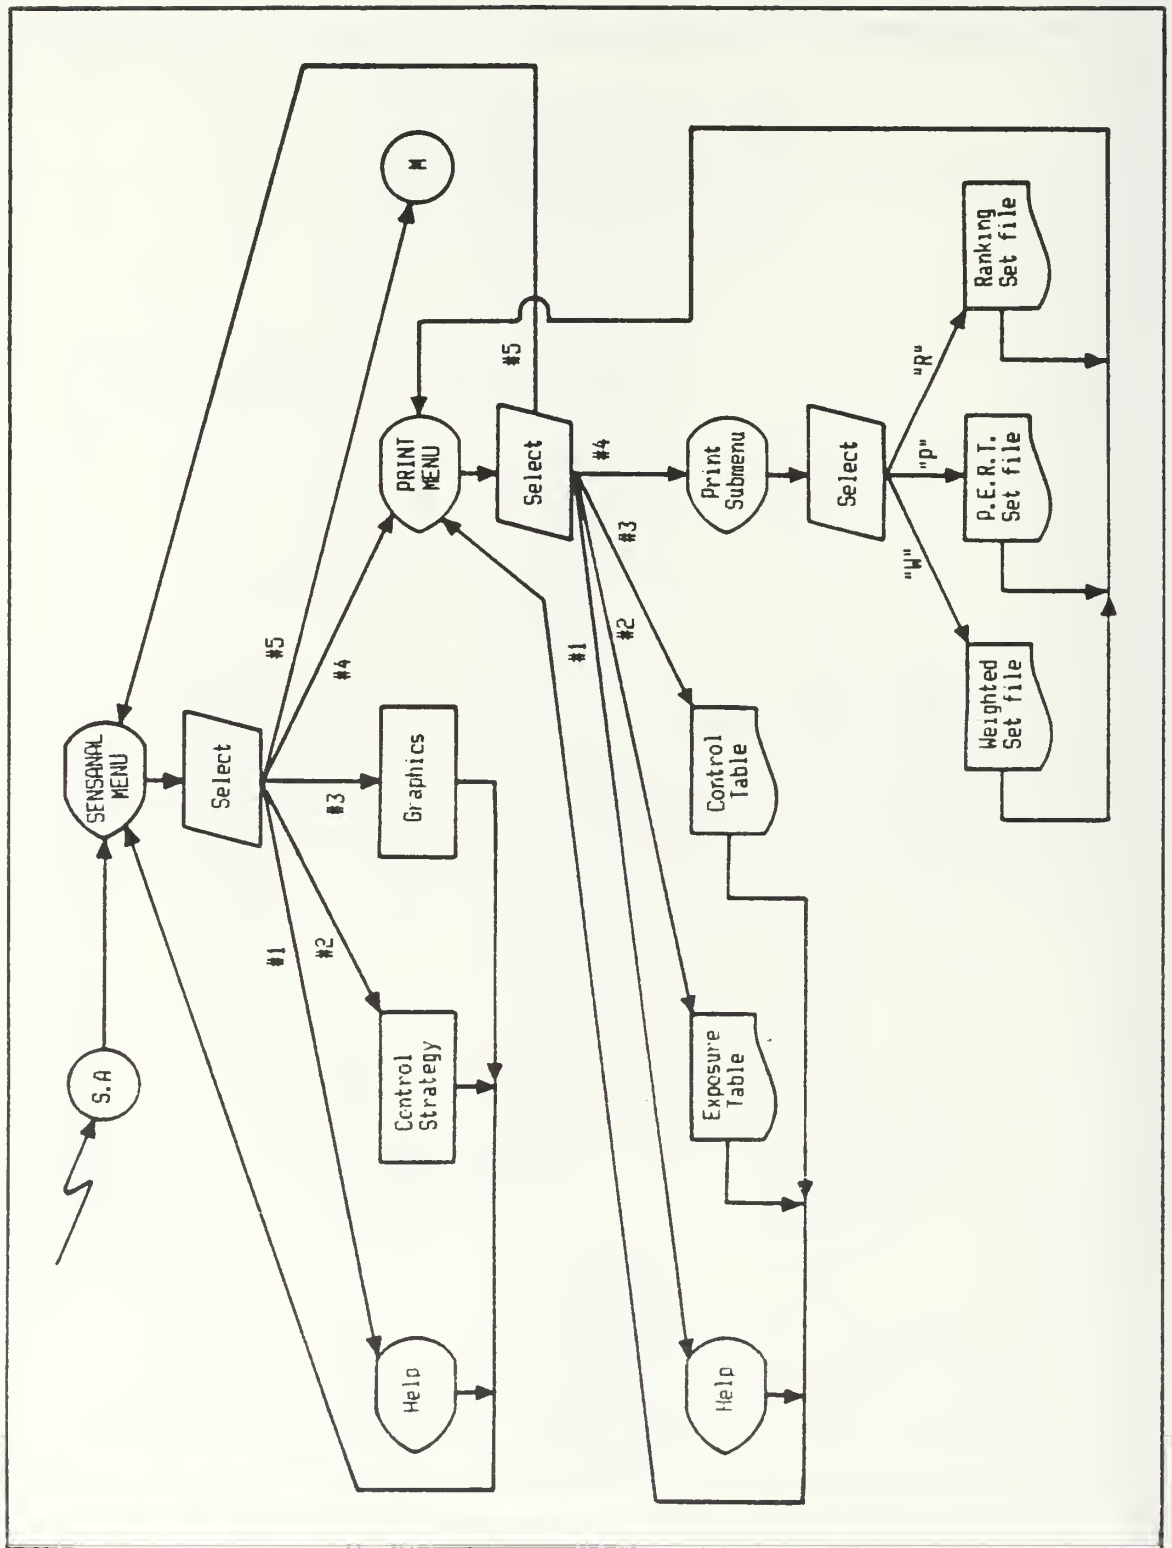 S.A
SENSANAL
MENU
Select
#1
#2
#3
#4
#5
Help
Control
Strategy
Graphics
PRINT
MENU
M
Select
#1
#2
#3
#4
#5
Help
Exposure
Table
Control
Table
Print
Submenu
Select
"W"
"P"
"R"
Weighted
Set file
P.E.R.T.
Set file
Ranking
Set file